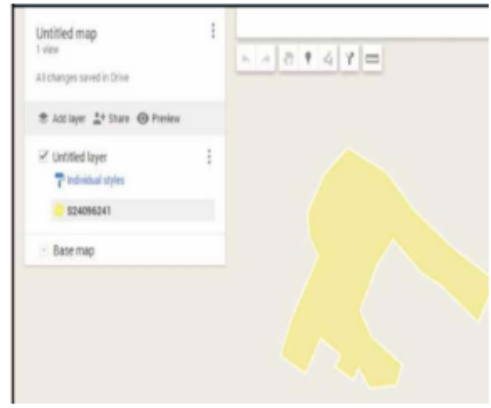 Untitled map
1 view
All changes saved in Drive
Add layer Share Preview
Untitled layer
Individual styles
S24096241
Base map